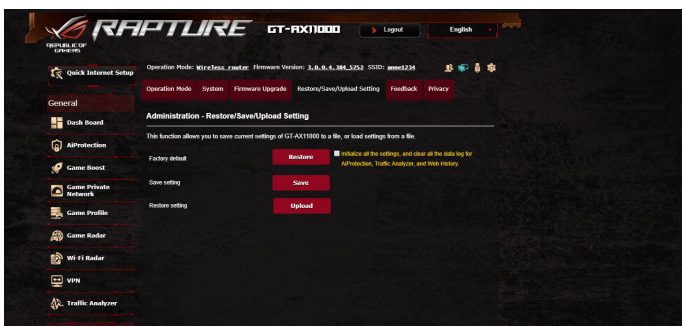 REPUBLIC OF
GAMERS
RAPTURE GT-AX11000 Logout English
Quick Internet Setup
Operation Mode: Wireless router Firmware Version: 3.0.0.4.384_5252 SSID:
Operation Mode System Firmware Upgrade Restore/Save/Upload Setting Feedback Privacy
General
Dash Board
AiProtection
Game Boost
Game Private
Network
Game Profile
Game Radar
Wi-Fi Radar
VPN
Traffic Analyzer
Administration - Restore/Save/Upload Setting
This function allows you to save current settings of GT-AX11000 to a file, or load settings from a file.
Factory default Restore Initialize all the settings, and clear all the data log for
AiProtection, Traffic Analyzer, and Web History.
Save setting Save
Restore setting Upload